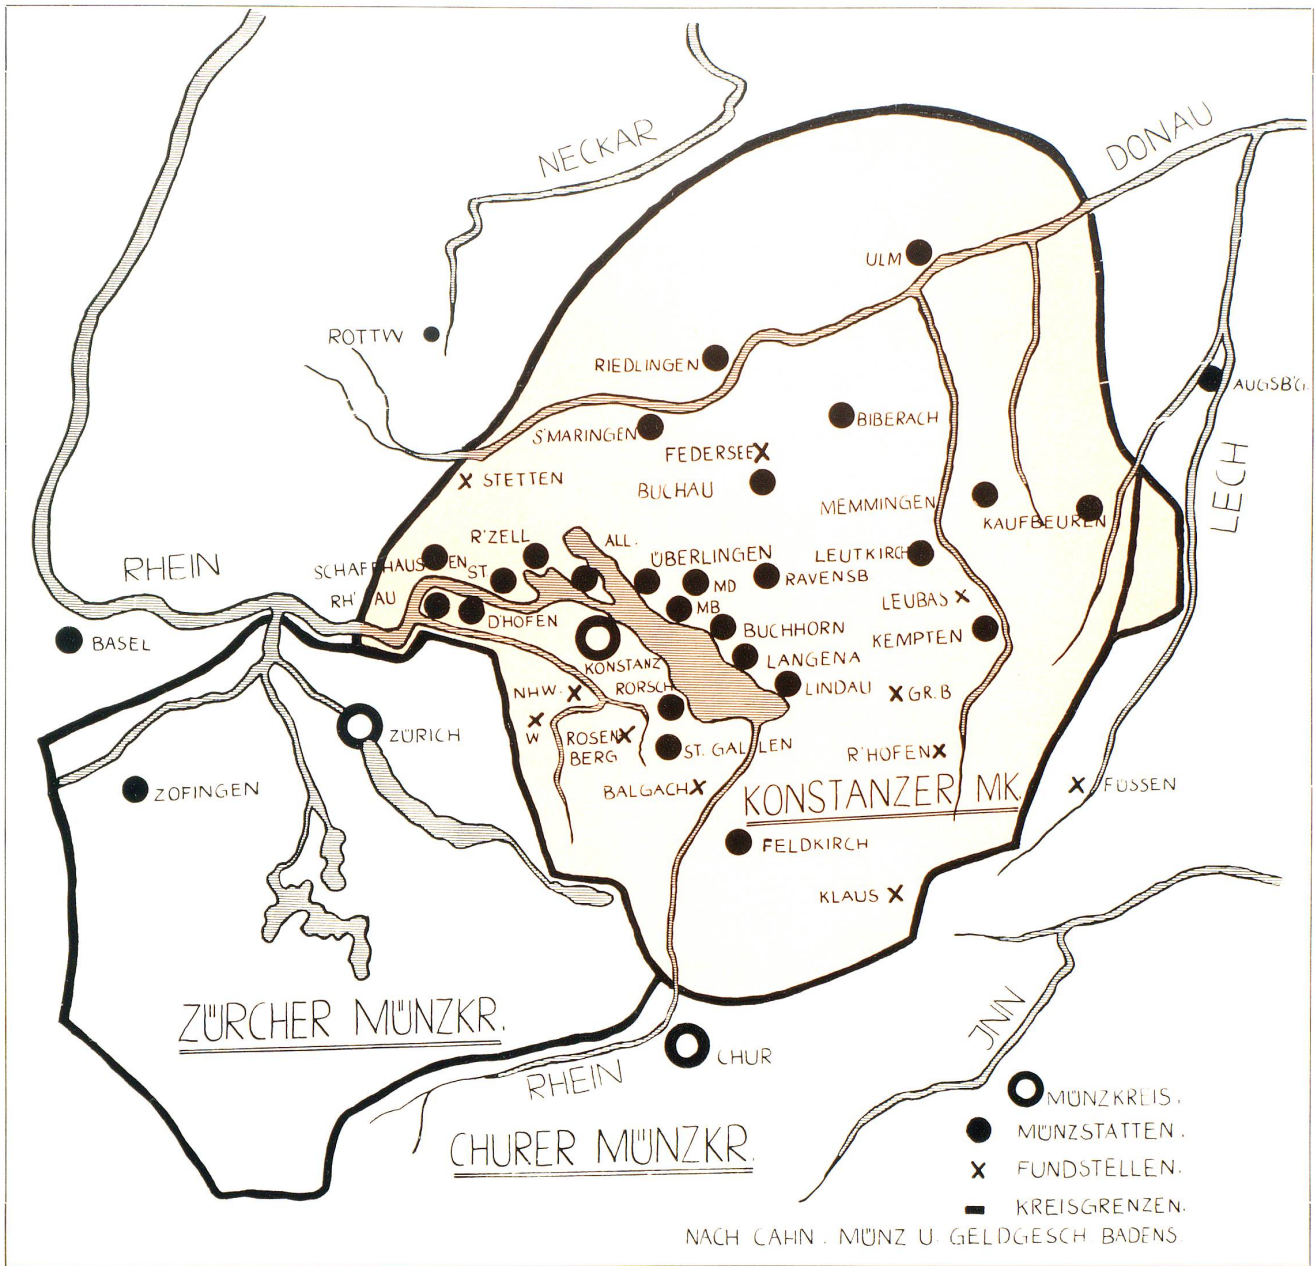 NECKAR
DONAU
ULM
ROTTW
RIEDLINGEN
AUGSB'G.
BIBERACH
S'MARINGEN
FEDERSEE
STETTEN
BUCHAU
LECH
MEMMINGEN
KAUFBEUREN
R'ZELL
ALL.
ÜBERLINGEN
LEUTKIRCH
SCHAFFHAUSEN
ST.
RHEIN
MD
RAVENSB
RH'AU
MB
LEUBAS
D'HOFEN
BUCHHORN
KEMPTEN
BASEL
KONSTANZ
LANGENA
NHW.
RORSCH
LINDAU
GR. B
ZÜRICH
W
ROSEN
BERG
ST. GALLEN
R'HOFEN
ZOFINGEN
BALGACH
KONSTANZER MK.
FÜSSEN
FELDKIRCH
KLAUS
ZÜRCHER MÜNZKR.
JNN
CHUR
RHEIN
CHURER MÜNZKR.
MÜNZKREIS.
MÜNZSTATTEN.
FUNDSTELLEN.
KREISGRENZEN.
NACH CAHN. MÜNZ U. GELDGESCH BADENS.